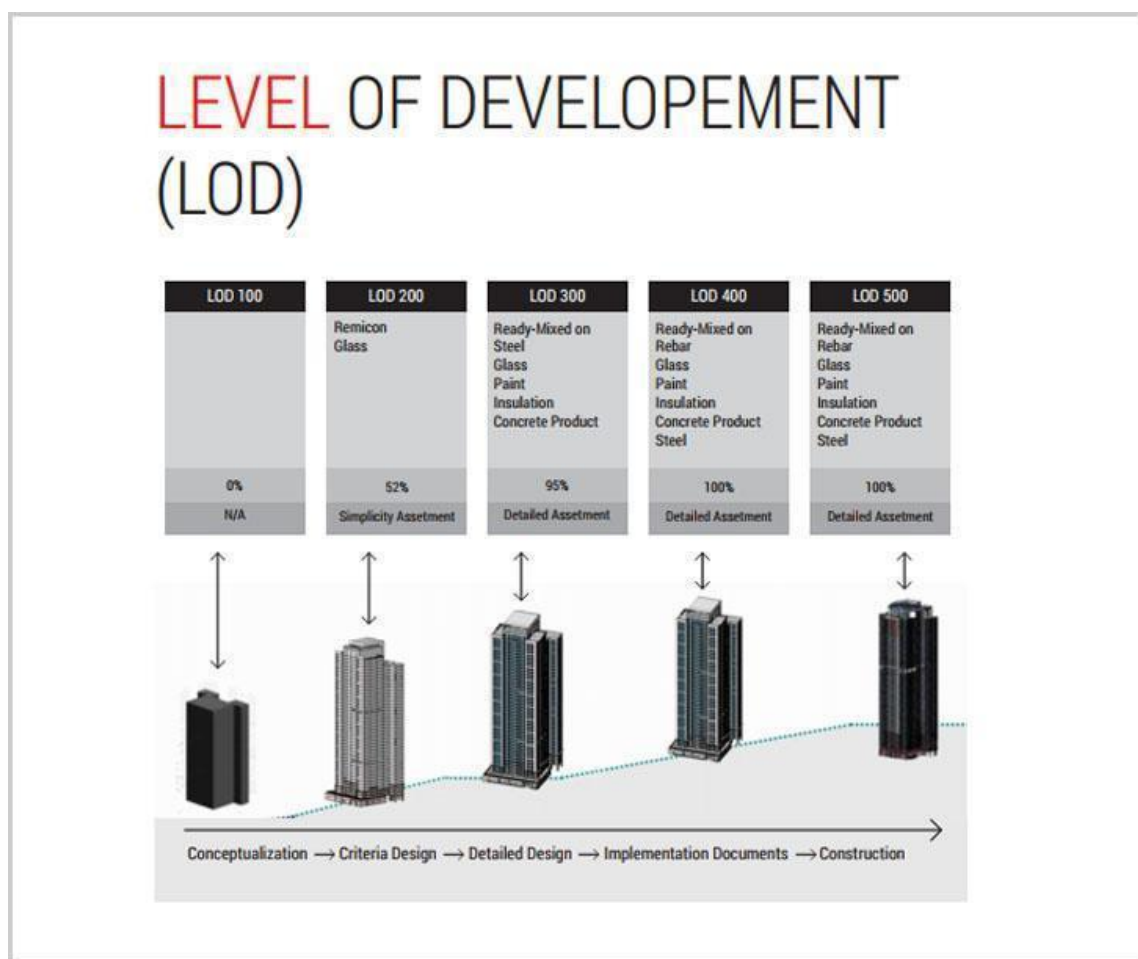 LEVEL OF DEVELOPEMENT
(LOD)
LOD 100
0%
N/A
LOD 200
Remicon
Glass
52%
Simplicity Assetment
LOD 300
Ready-Mixed on
Steel
Glass
Paint
Insulation
Concrete Product
95%
Detailed Assetment
LOD 400
Ready-Mixed on
Rebar
Glass
Paint
Insulation
Concrete Product
Steel
100%
Detailed Assetment
LOD 500
Ready-Mixed on
Rebar
Glass
Paint
Insulation
Concrete Product
Steel
100%
Detailed Assetment
Conceptualization → Criteria Design → Detailed Design → Implementation Documents → Construction